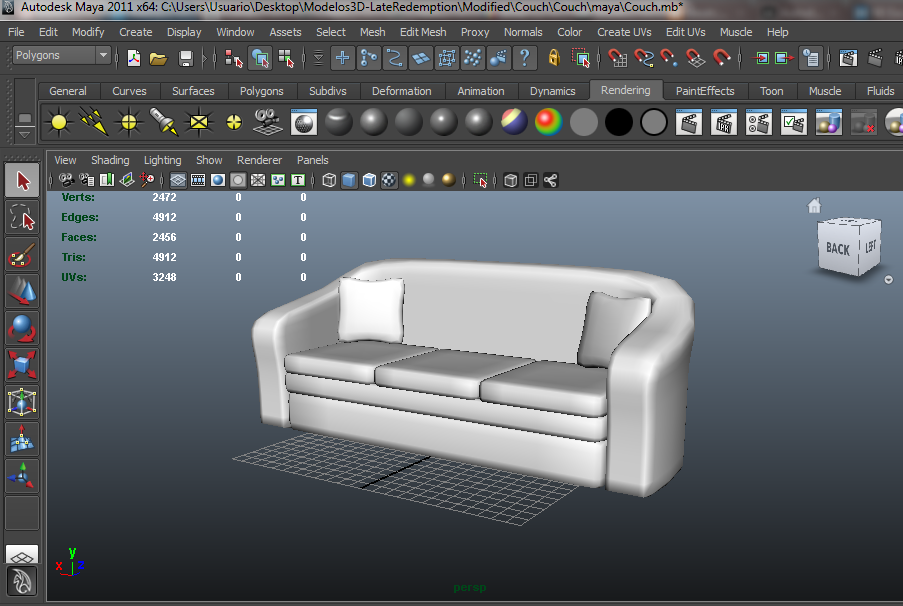 Autodesk Maya 2011 x64: C:\Users\Usuario\Desktop\Modelos3D-LateRedemption\Modified\Couch\Couch\maya\Couch.mb*
File Edit Modify Create Display Window Assets Select Mesh Edit Mesh Proxy Normals Color Create UVs Edit UVs Muscle Help
Polygons
General Curves Surfaces Polygons Subdivs Deformation Animation Dynamics Rendering PaintEffects Toon Muscle Fluids
View Shading Lighting Show Renderer Panels
Verts: 2472 0 0
Edges: 4912 0 0
Faces: 2456 0 0
Tris: 4912 0 0
UVs: 3248 0 0
BACK LEFT
y
x z
persp